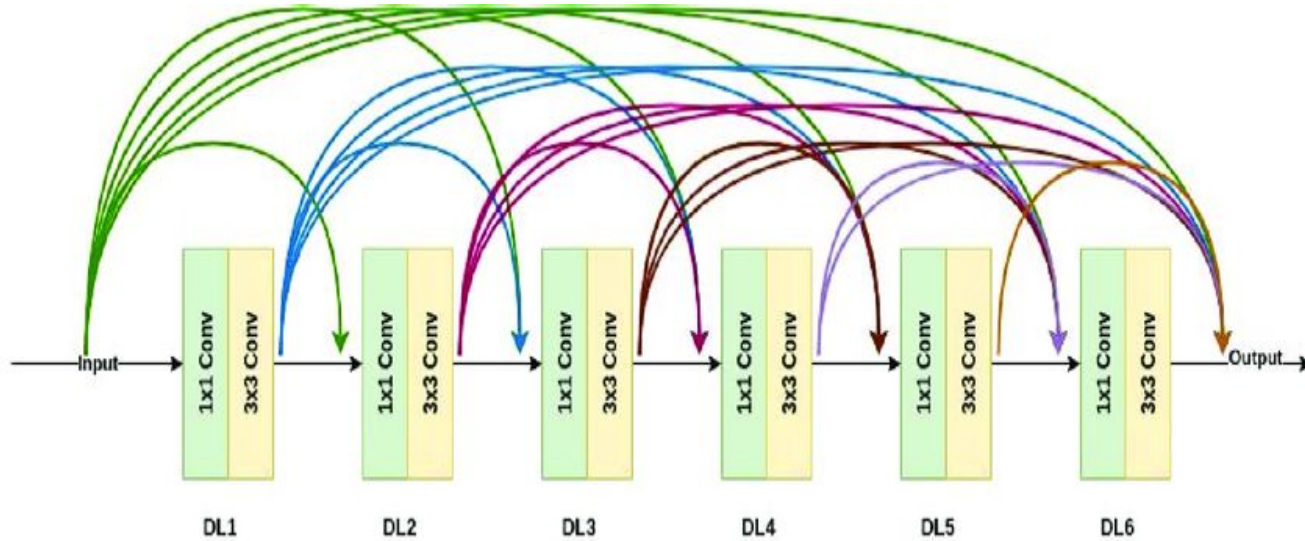 Input
1x1 Conv
3x3 Conv
1x1 Conv
3x3 Conv
1x1 Conv
3x3 Conv
1x1 Conv
3x3 Conv
1x1 Conv
3x3 Conv
1x1 Conv
3x3 Conv
Output
DL1 DL2 DL3 DL4 DL5 DL6